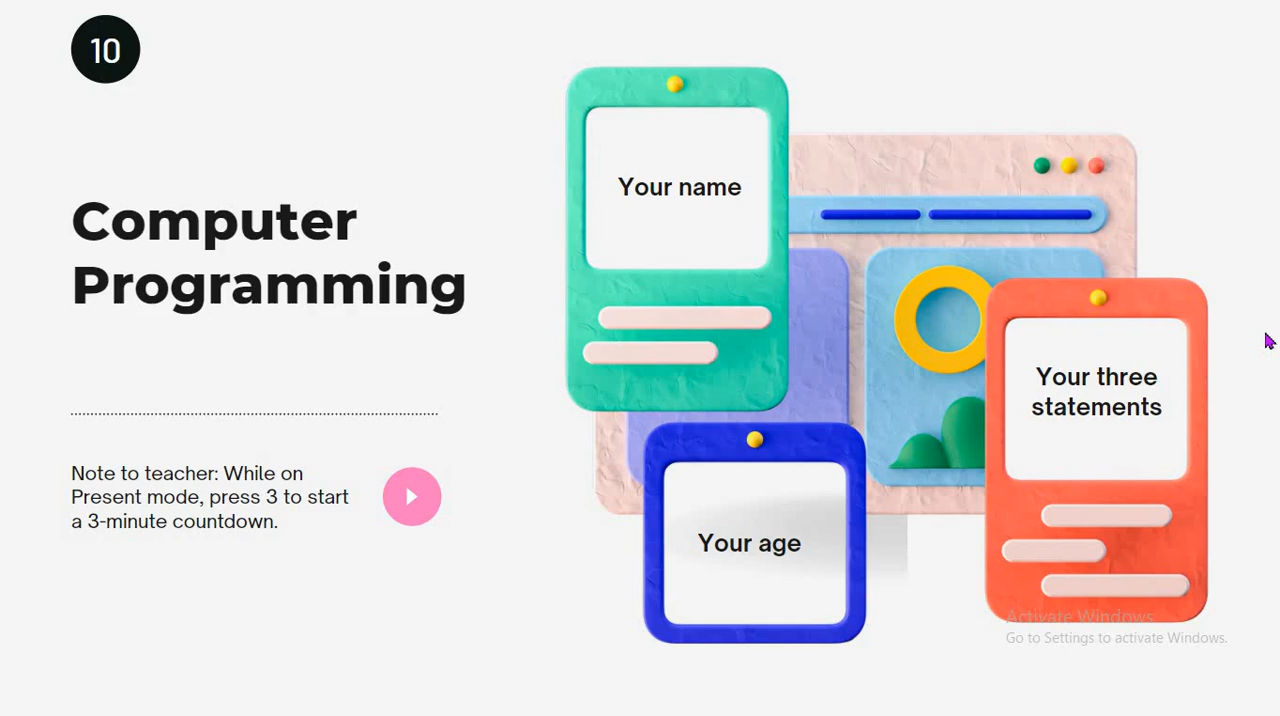 10
Computer
Programming
Note to teacher: While on
Present mode, press 3 to start
a 3-minute countdown.
Your name
Your three
statements
Your age
Activate Windows
Go to Settings to activate Windows.